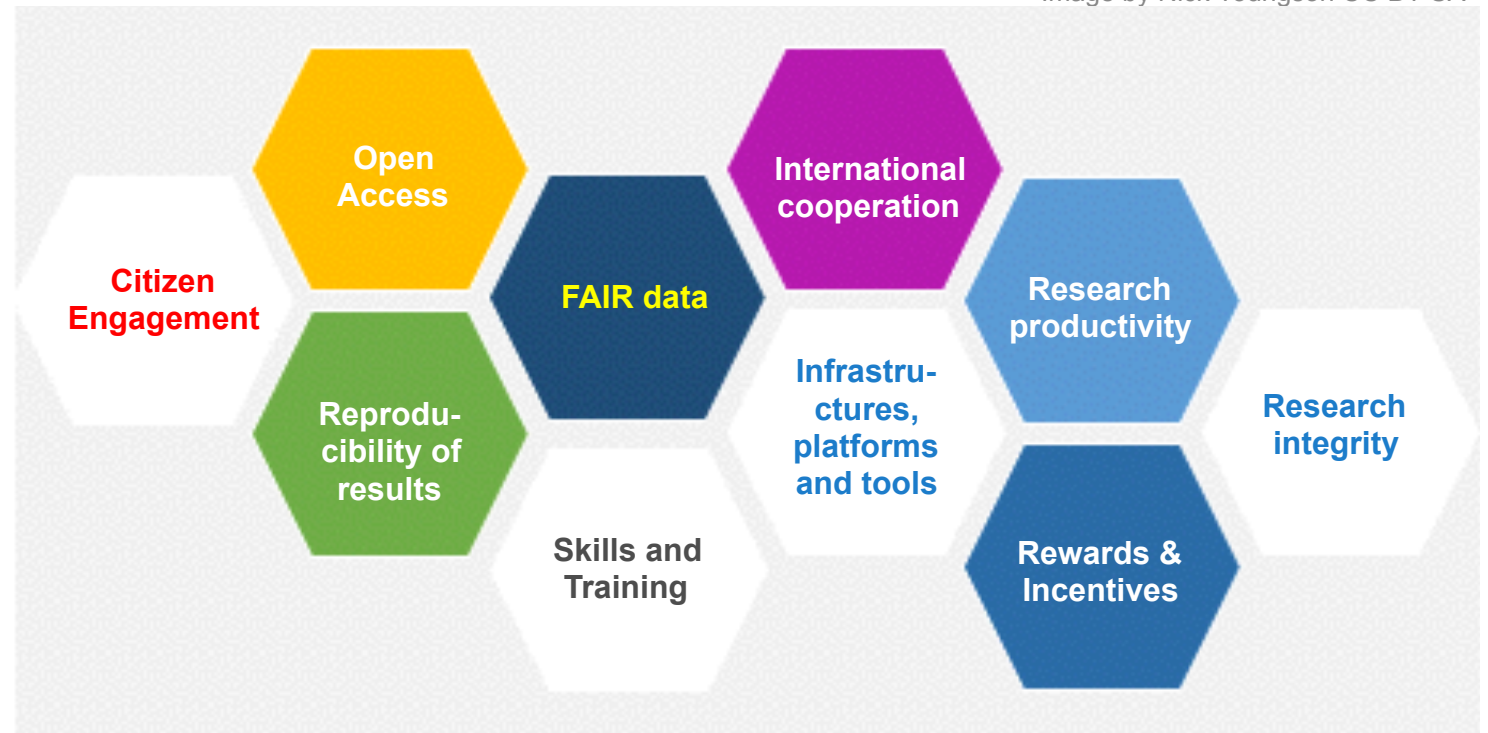 Open
Access
International
cooperation
Citizen
Engagement
FAIR data
Research
productivity
Reprodu-
cibility of
results
Infrastru-
ctures,
platforms
and tools
Research
integrity
Skills and
Training
Rewards &
Incentives